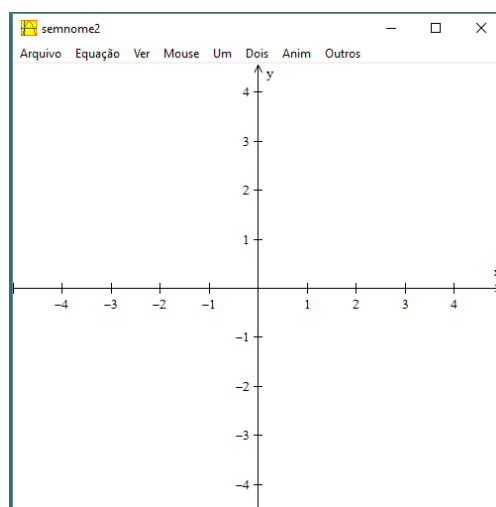 semnome2
Arquivo Equação Ver Mouse Um Dois Anim Outros
y
4
3
2
1
x
−4 −3 −2 −1 1 2 3 4
−1
−2
−3
−4